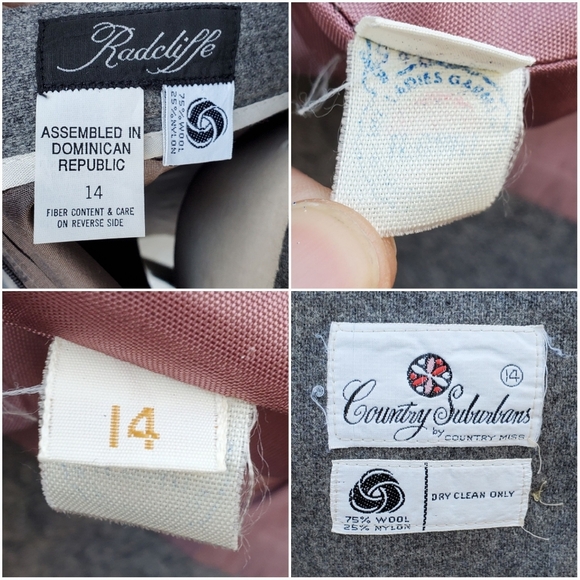 Radcliffe
ASSEMBLED IN
DOMINICAN
REPUBLIC
14
FIBER CONTENT & CARE
ON REVERSE SIDE
75% WOOL
25% NYLON
14
14
Country Suburbans
by COUNTRY MISS
75% WOOL
25% NYLON
DRY CLEAN ONLY